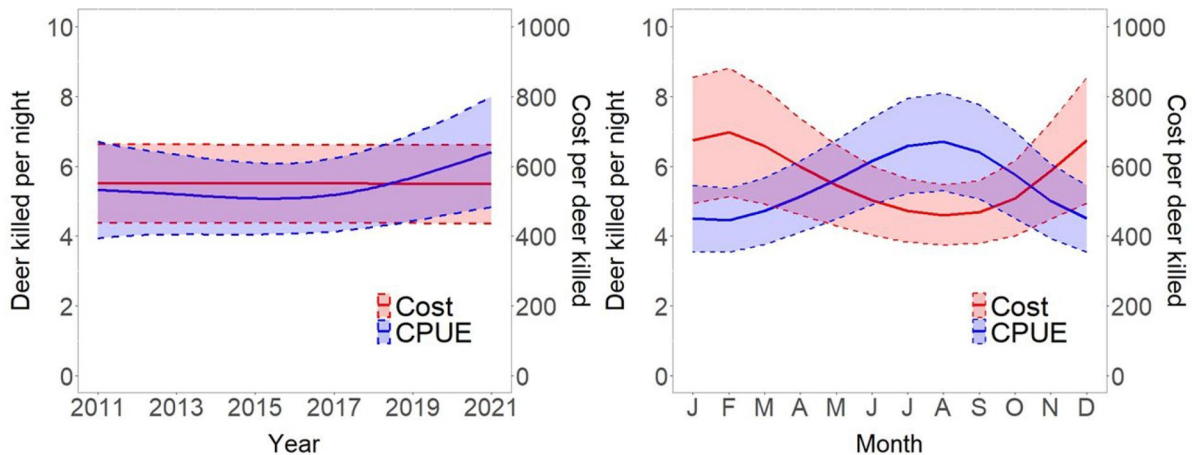 Deer killed per night
10
8
6
4
2
0
1000
800
600
400
200
0
Cost per deer killed
Cost
CPUE
2011 2013 2015 2017 2019 2021
Year
Deer killed per night
10
8
6
4
2
0
1000
800
600
400
200
0
Cost per deer killed
Cost
CPUE
J F M A M J J A S O N D
Month